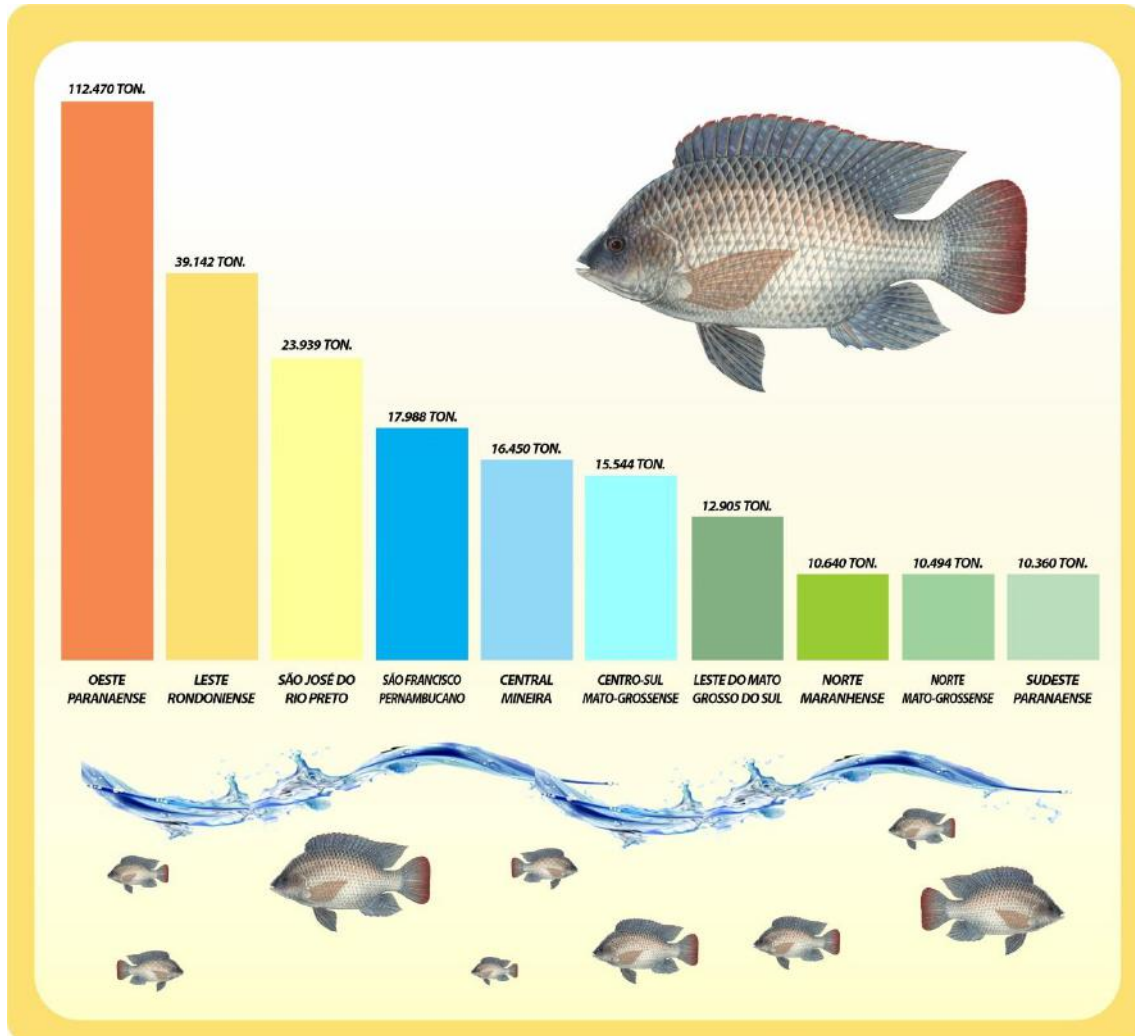 112.470 TON.
39.142 TON.
23.939 TON.
17.988 TON.
16.450 TON.
15.544 TON.
12.905 TON.
10.640 TON.
10.494 TON.
10.360 TON.
OESTE
PARANAENSE
LESTE
RONDONIENSE
SÃO JOSÉ DO
RIO PRETO
SÃO FRANCISCO
PERNAMBUCANO
CENTRAL
MINEIRA
CENTRO-SUL
MATO-GROSSENSE
LESTE DO MATO
GROSSO DO SUL
NORTE
MARANHENSE
NORTE
MATO-GROSSENSE
SUDESTE
PARANAENSE